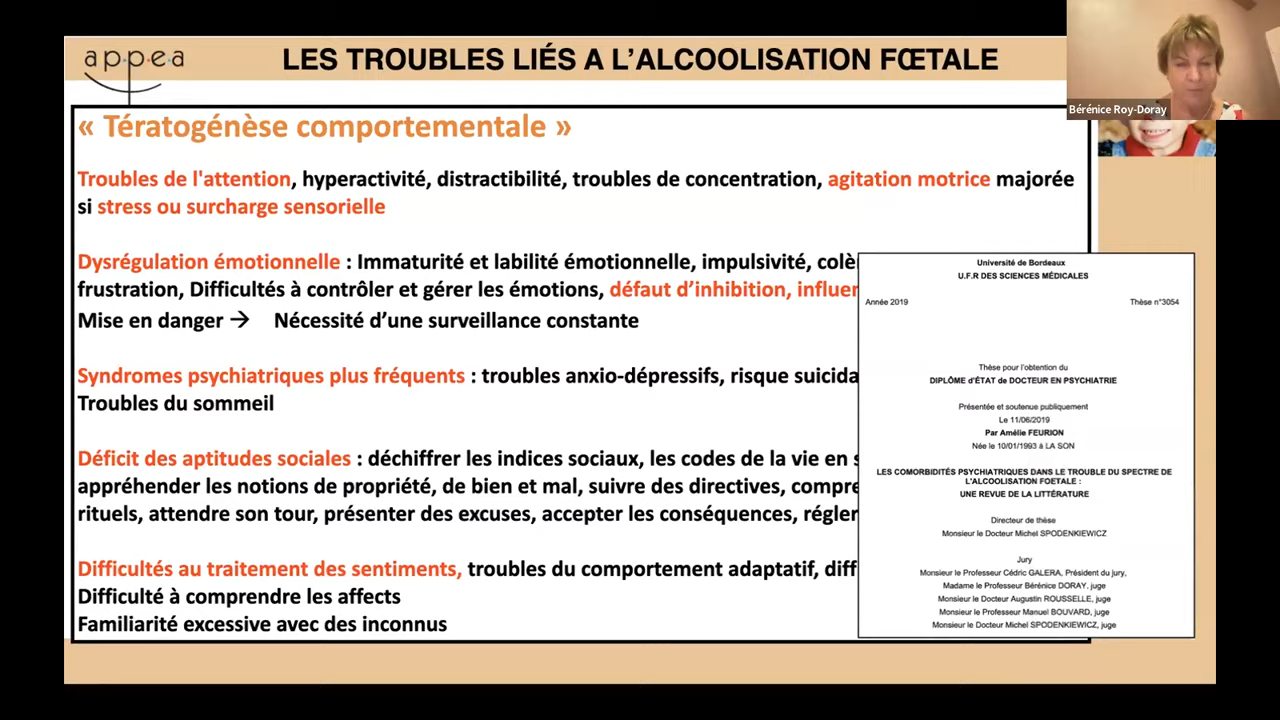 appea
LES TROUBLES LIÉS A L'ALCOOLISATION FŒTALE
Bérénice Roy-Doray
« Tératogénèse comportementale »
Troubles de l'attention, hyperactivité, distractibilité, troubles de concentration, agitation motrice majorée
si stress ou surcharge sensorielle
Dysrégulation émotionnelle : Immaturité et labilité émotionnelle, impulsivité, colè
frustration, Difficultés à contrôler et gérer les émotions, défaut d'inhibition, influer
Mise en danger → Nécessité d'une surveillance constante
Syndromes psychiatriques plus fréquents : troubles anxio-dépressifs, risque suicida
Troubles du sommeil
Déficit des aptitudes sociales : déchiffrer les indices sociaux, les codes de la vie en s
appréhender les notions de propriété, de bien et mal, suivre des directives, compre
rituels, attendre son tour, présenter des excuses, accepter les conséquences, régler
Difficultés au traitement des sentiments, troubles du comportement adaptatif, diff
Difficulté à comprendre les affects
Familiarité excessive avec des inconnus
Université de Bordeaux
U.F.R DES SCIENCES MÉDICALES
Année 2019 Thèse n°3054
Thèse pour l'obtention du
DIPLÔME d'ÉTAT de DOCTEUR EN PSYCHIATRIE
Présentée et soutenue publiquement
Le 11/06/2019
Par Amélie FEURION
Née le 10/01/1993 à LA SON
LES COMORBIDITÉS PSYCHIATRIQUES DANS LE TROUBLE DU SPECTRE DE
L'ALCOOLISATION FOETALE :
UNE REVUE DE LA LITTÉRATURE
Directeur de thèse
Monsieur le Docteur Michel SPODENKIEWICZ
Jury
Monsieur le Professeur Cédric GALERA, Président du jury,
Madame le Professeur Bérénice DORAY, juge
Monsieur le Docteur Augustin ROUSSELLE, juge
Monsieur le Professeur Manuel BOUVARD, juge
Monsieur le Docteur Michel SPODENKIEWICZ, juge